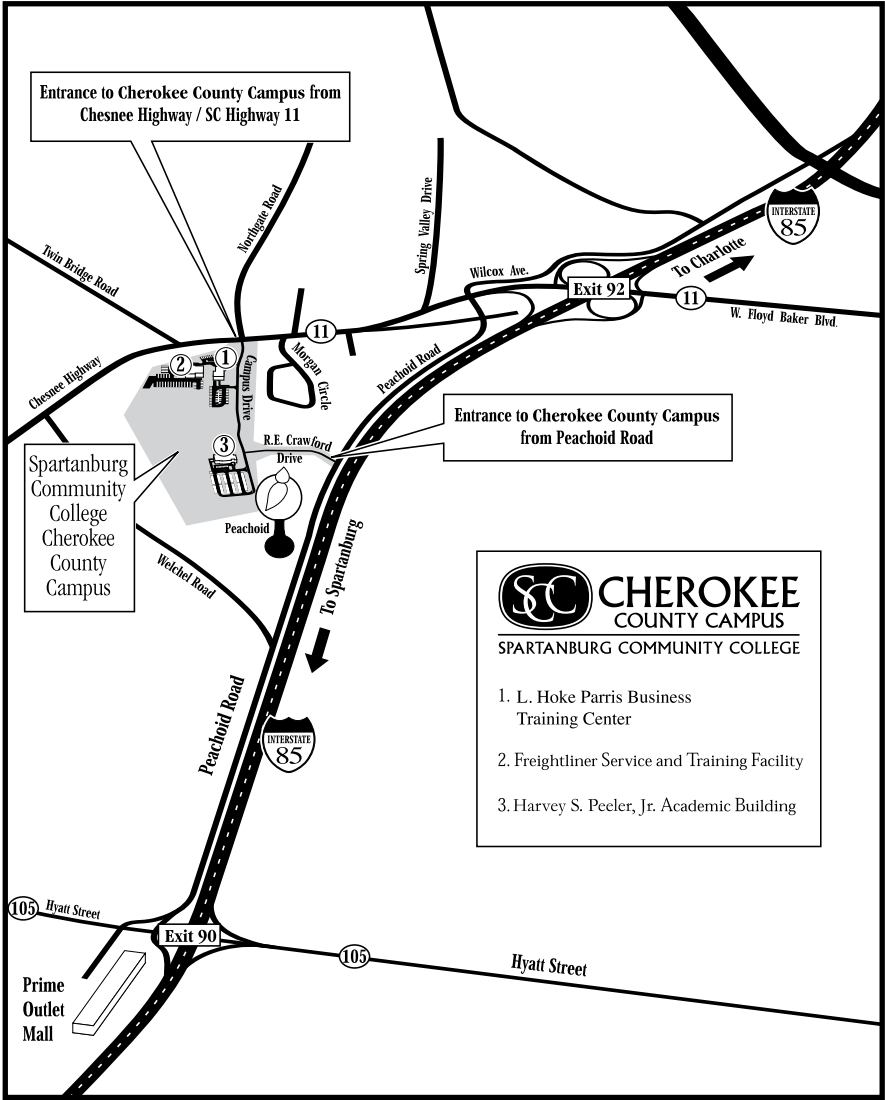 Entrance to Cherokee County Campus from
Chesnee Highway / SC Highway 11
Northgate Road
Spring Valley Drive
Twin Bridge Road
INTERSTATE
85
To Charlotte
Wilcox Ave.
Exit 92
11
W. Floyd Baker Blvd.
11
Chesnee Highway
1
2
Campus Drive
Morgan Circle
Peachoid Road
Entrance to Cherokee County Campus
from Peachoid Road
3
R.E. Crawford
Drive
Spartanburg
Community
College
Cherokee
County
Campus
Peachoid
To Spartanburg
Welchel Road
SCC
CHEROKEE
COUNTY CAMPUS
SPARTANBURG COMMUNITY COLLEGE
1. L. Hoke Parris Business
Training Center
2. Freightliner Service and Training Facility
3. Harvey S. Peeler, Jr. Academic Building
Peachoid Road
INTERSTATE
85
105
Hyatt Street
Exit 90
105
Hyatt Street
Prime
Outlet
Mall